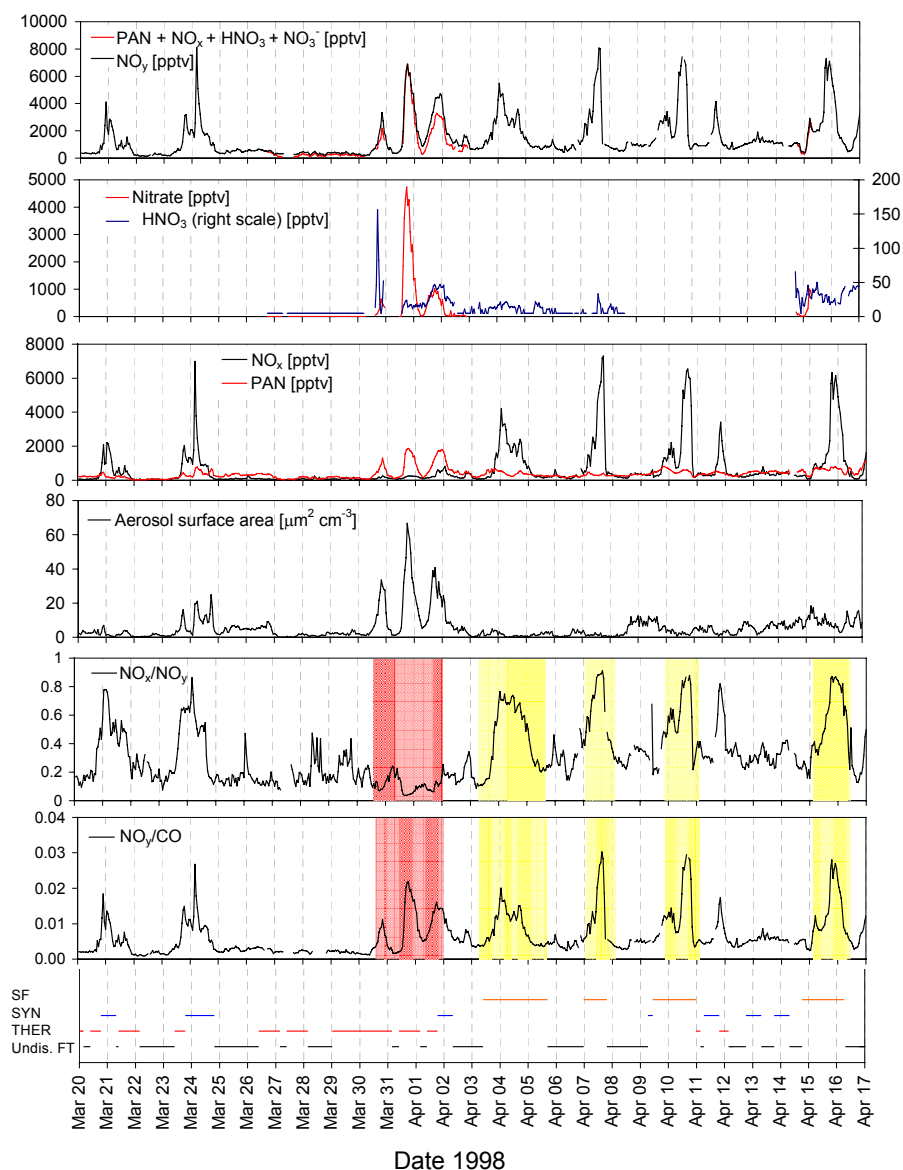 10000
8000
6000
4000
2000
0
PAN + NOx + HNO3 + NO3- [pptv]
NOy [pptv]
5000
4000
3000
2000
1000
0
Nitrate [pptv]
HNO3 (right scale) [pptv]
200
150
100
50
0
8000
6000
4000
2000
0
NOx [pptv]
PAN [pptv]
80
60
40
20
0
Aerosol surface area [μm2 cm-3]
1
0.8
0.6
0.4
0.2
0
NOx/NOy
0.04
0.03
0.02
0.01
0.00
NOy/CO
SF
SYN
THER
Undis. FT
Mar 20
Mar 21
Mar 22
Mar 23
Mar 24
Mar 25
Mar 26
Mar 27
Mar 28
Mar 29
Mar 30
Mar 31
Apr 01
Apr 02
Apr 03
Apr 04
Apr 05
Apr 06
Apr 07
Apr 08
Apr 09
Apr 10
Apr 11
Apr 12
Apr 13
Apr 14
Apr 15
Apr 16
Apr 17
Date 1998